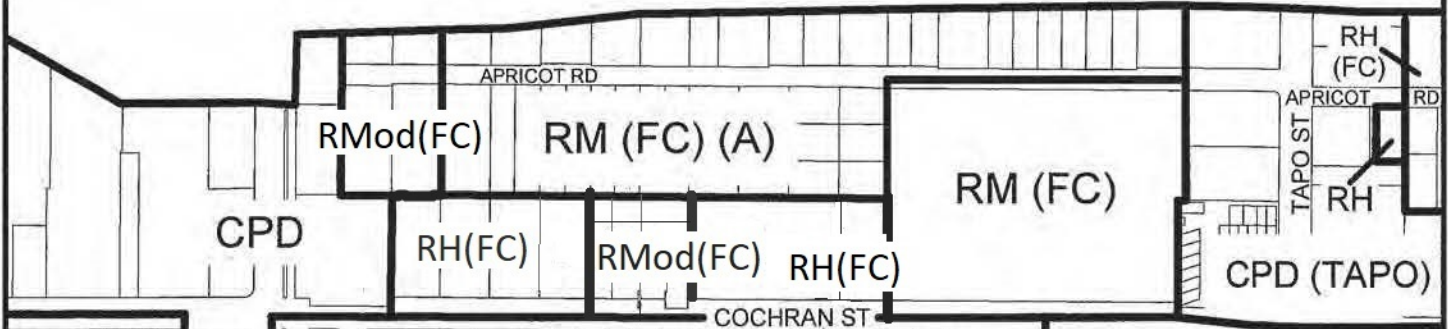 RH
(FC)
APRICOT RD
APRICOT RD
RMod(FC)
RM (FC) (A)
TAPO ST
RM (FC)
RH
CPD
RH(FC)
RMod(FC)
RH(FC)
CPD (TAPO)
COCHRAN ST